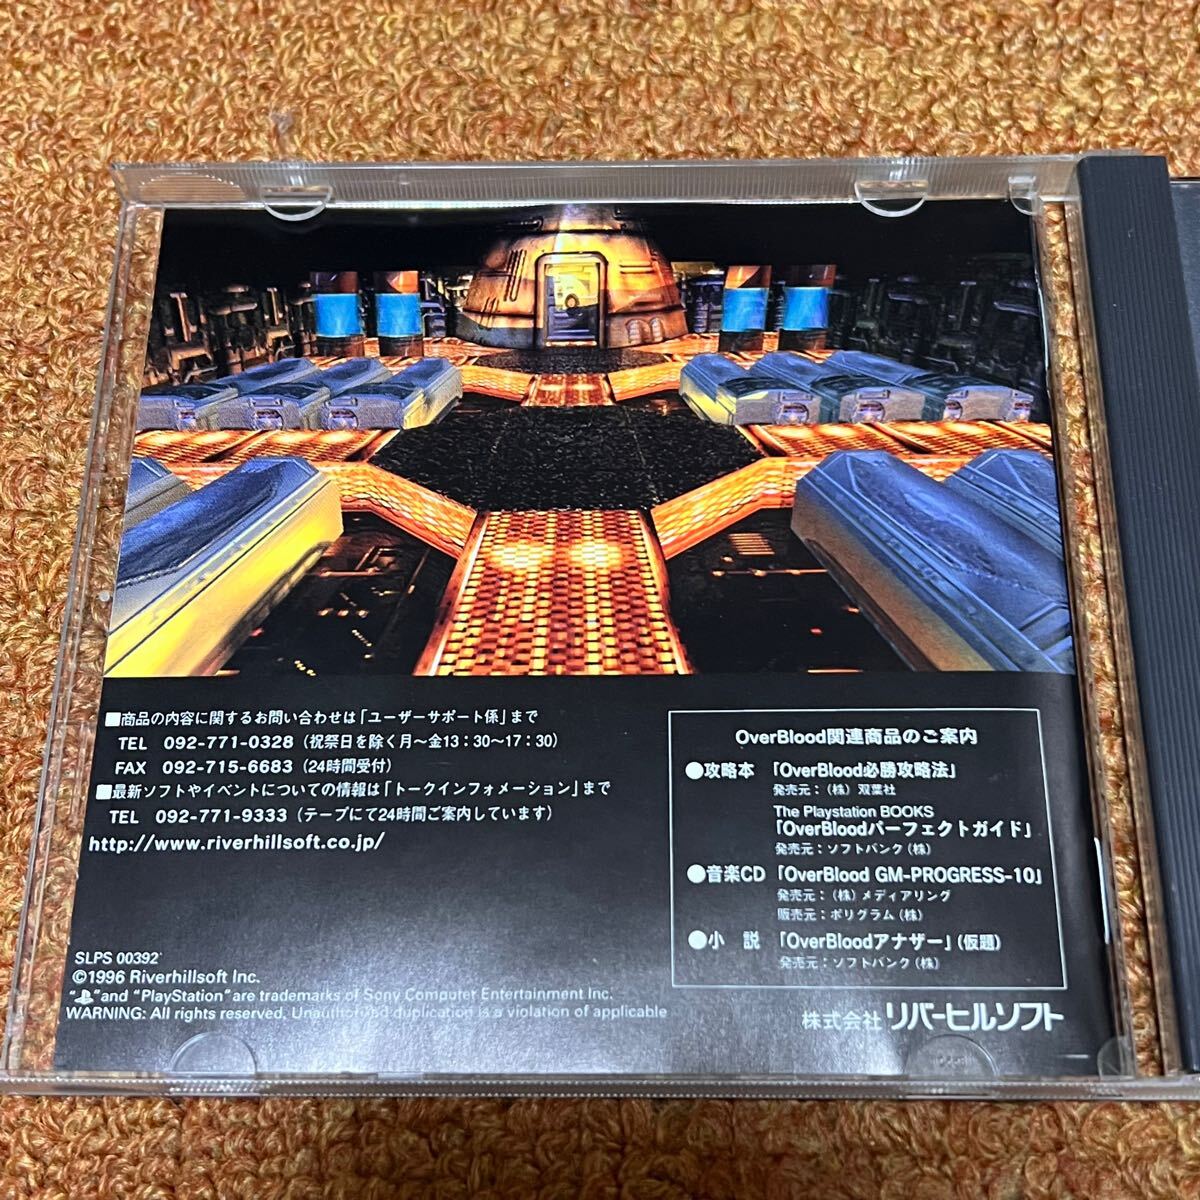 ■商品の内容に関するお問い合わせは「ユーザーサポート係」まで
TEL 092-771-0328（祝祭日を除く月〜金13：30〜17：30）
FAX 092-715-6683（24時間受付）
■最新ソフトやイベントについての情報は「トークインフォメーション」まで
TEL 092-771-9333（テープにて24時間ご案内しています）
http://www.riverhillsoft.co.jp/
SLPS 00392
©1996 Riverhillsoft Inc.
"PS"and "PlayStation"are trademarks of Sony Computer Entertainment Inc.
WARNING: All rights reserved. Unauthorized duplication is a violation of applicable
OverBlood関連商品のご案内
●攻略本 「OverBlood必勝攻略法」
発売元：（株）双葉社
The Playstation BOOKS
「OverBloodパーフェクトガイド」
発売元：ソフトバンク（株）
●音楽CD 「OverBlood GM-PROGRESS-10」
発売元：（株）メディアリング
販売元：ポリグラム（株）
●小 説 「OverBloodアナザー」（仮題）
発売元：ソフトバンク（株）
株式会社リバーヒルソフト